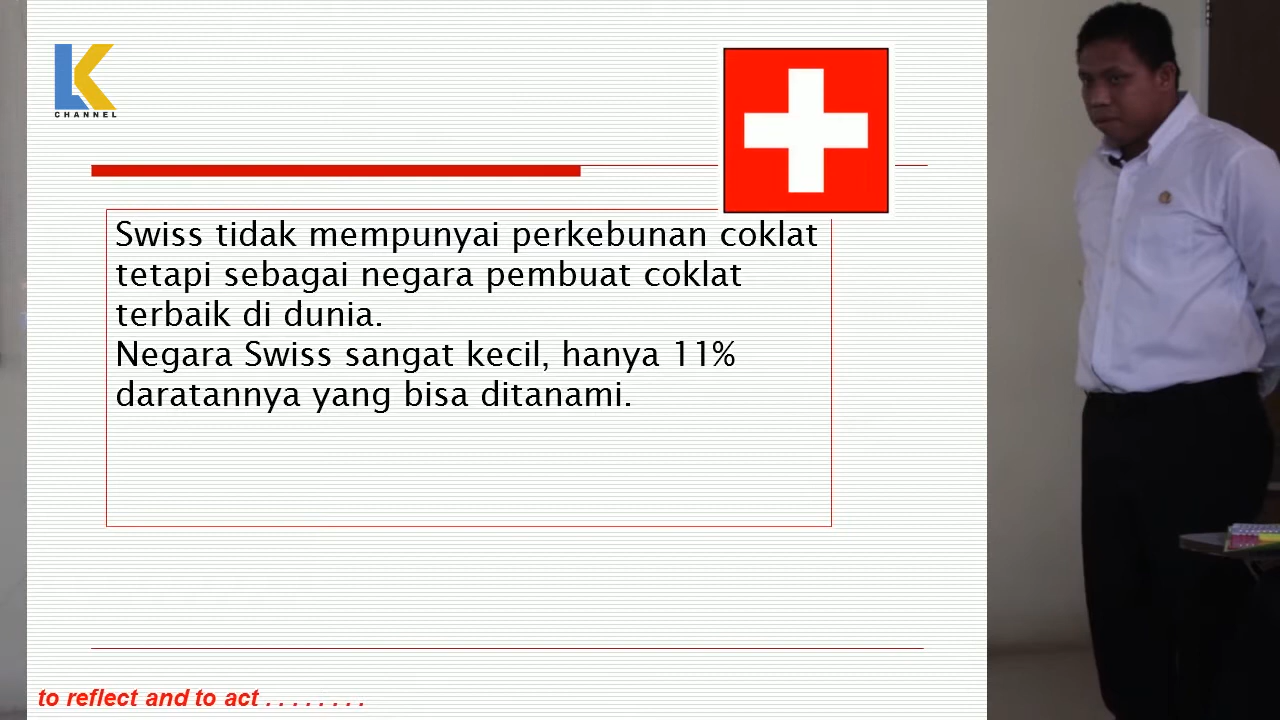 LK
CHANNEL
Swiss tidak mempunyai perkebunan coklat
tetapi sebagai negara pembuat coklat
terbaik di dunia.
Negara Swiss sangat kecil, hanya 11%
daratannya yang bisa ditanami.
to reflect and to act . . . . . . . .